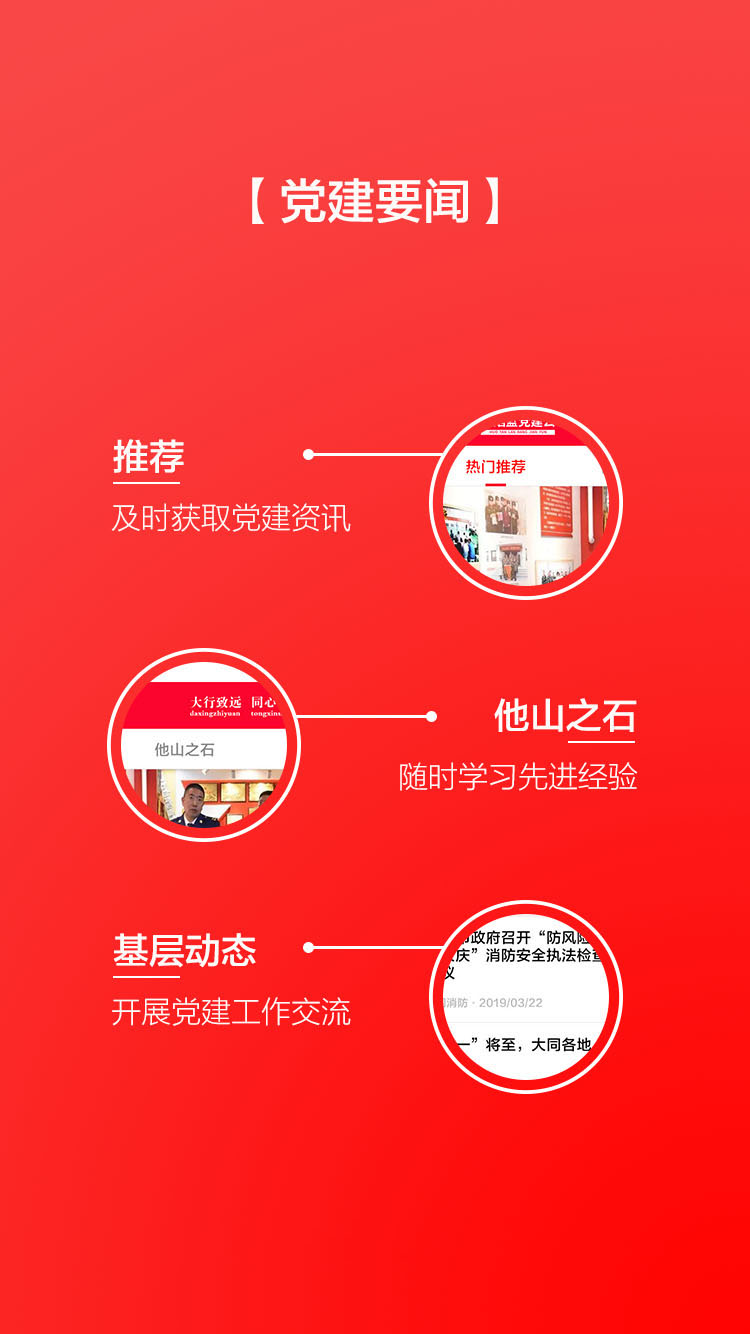 【党建要闻】
推荐
及时获取党建资讯
热门推荐
大行致远 同心
daxingzhiyuan tongxins
他山之石
他山之石
随时学习先进经验
基层动态
开展党建工作交流
政府召开“防风险
庆”消防安全执法检查
议
消防 · 2019/03/22
一”将至，大同各地